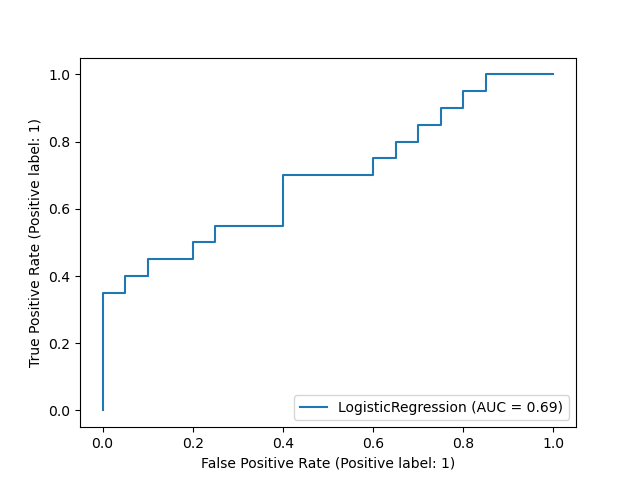 1.0
0.8
0.6
0.4
0.2
0.0
True Positive Rate (Positive label: 1)
LogisticRegression (AUC = 0.69)
0.0 0.2 0.4 0.6 0.8 1.0
False Positive Rate (Positive label: 1)